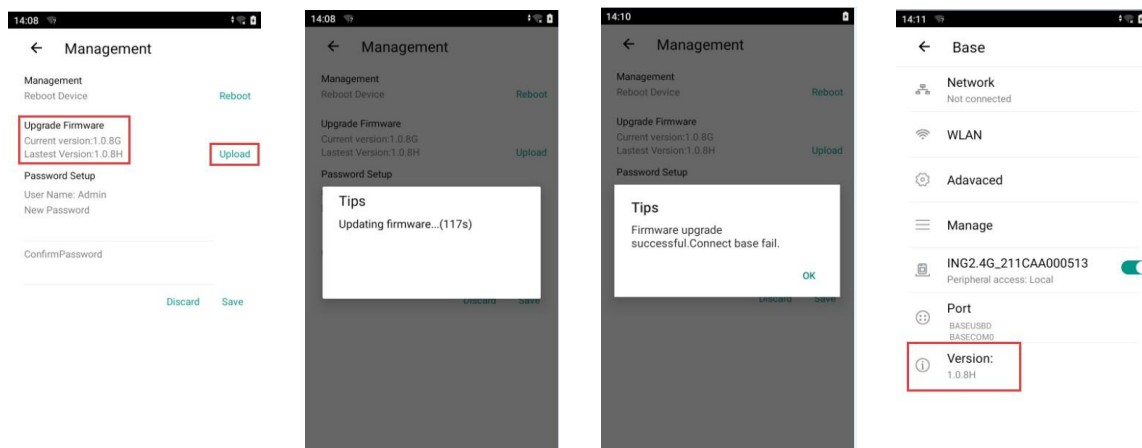 14:08
Management
Management
Reboot Device
Reboot
Upgrade Firmware
Current version:1.0.8G
Lastest Version:1.0.8H
Upload
Password Setup
User Name: Admin
New Password
ConfirmPassword
Discard
Save
14:08
Management
Management
Reboot Device
Reboot
Upgrade Firmware
Current version:1.0.8G
Lastest Version:1.0.8H
Upload
Password Setup
Tips
Updating firmware...(117s)
Discard
Save
14:10
Management
Management
Reboot Device
Reboot
Upgrade Firmware
Current version:1.0.8G
Lastest Version:1.0.8H
Upload
Password Setup
Tips
Firmware upgrade
successful.Connect base fail.
OK
Discard
Save
14:11
Base
Network
Not connected
WLAN
Adavaced
Manage
ING2.4G_211CAA000513
Peripheral access: Local
Port
BASEUSB0
BASECOM0
Version:
1.0.8H